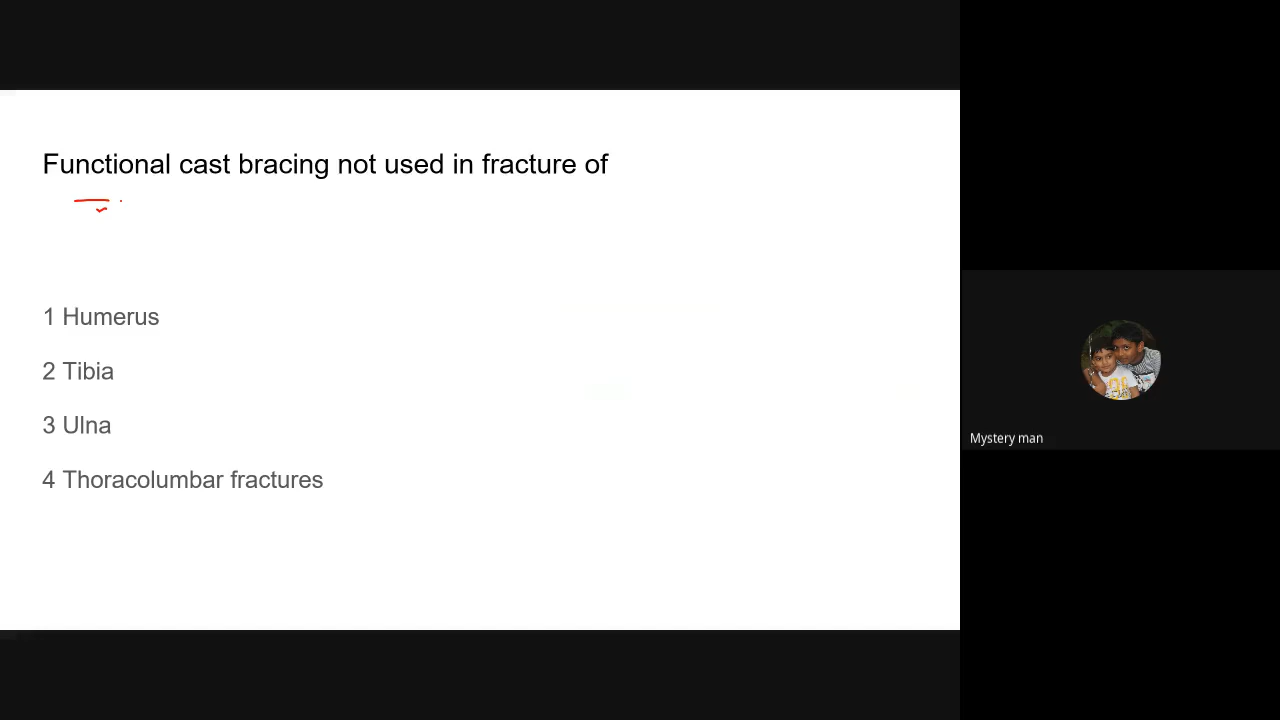 Functional cast bracing not used in fracture of
1 Humerus
2 Tibia
3 Ulna
4 Thoracolumbar fractures
Mystery man